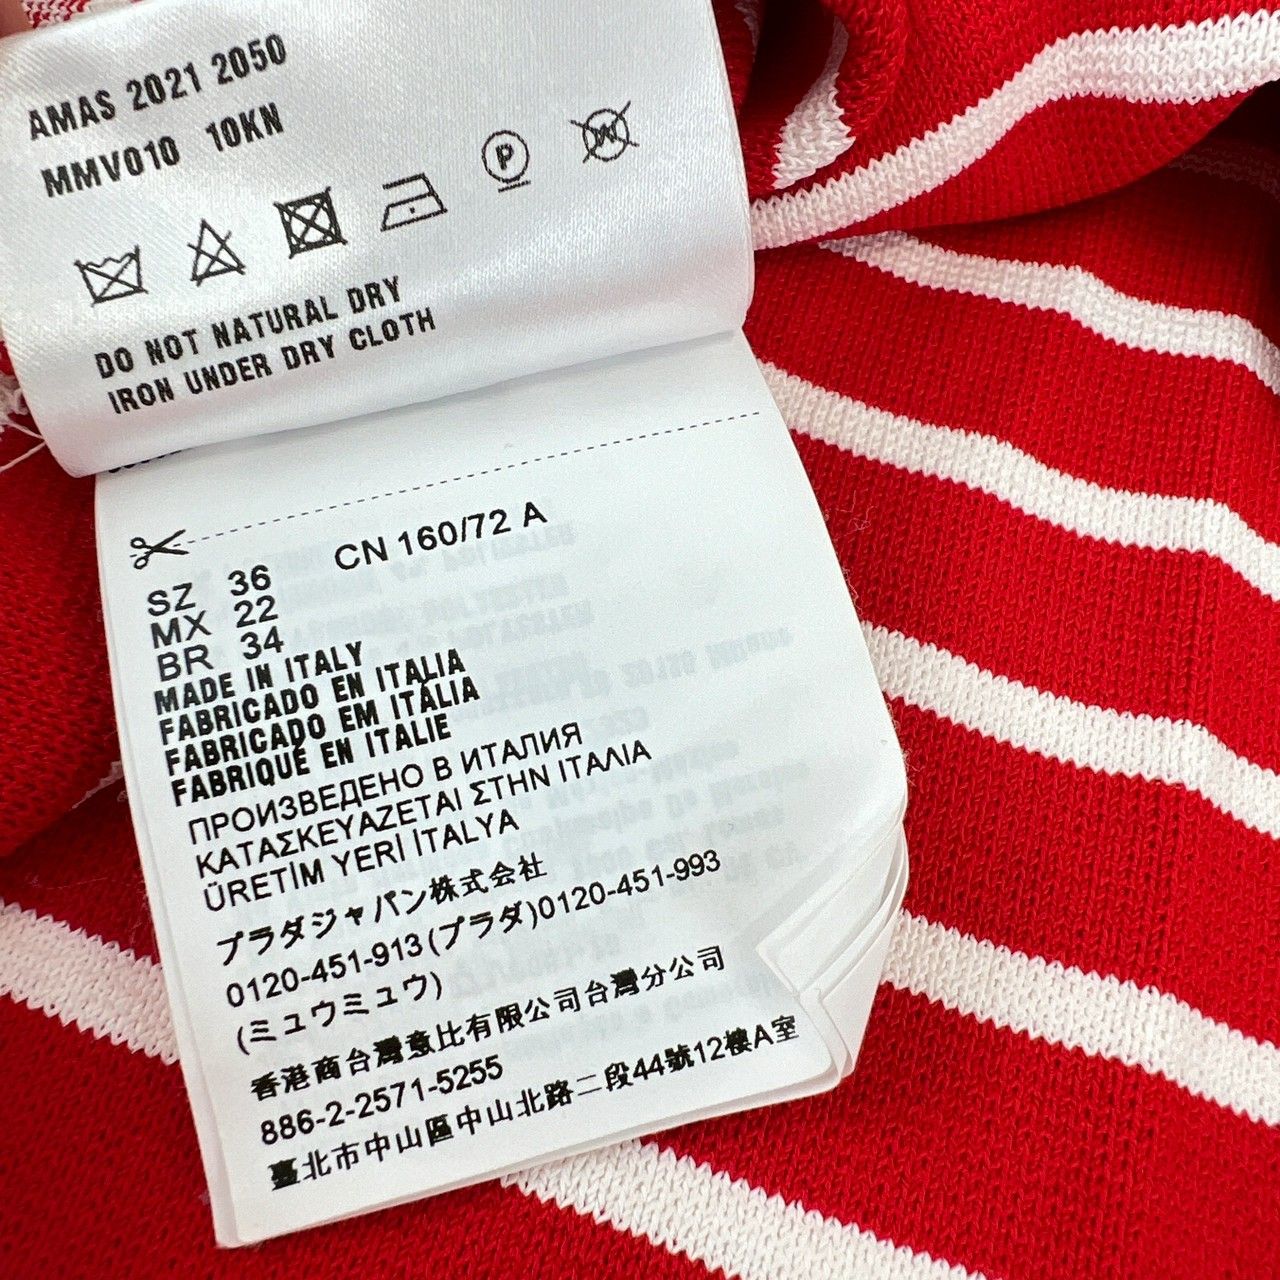 AMAS 2021 2050
MMV010 10KN
P
W
DO NOT NATURAL DRY
IRON UNDER DRY CLOTH
CN 160/72 A
SZ 36
MX 22
BR 34
MADE IN ITALY
FABRICADO EN ITALIA
FABRICADO EM ITÁLIA
FABRIQUÉ EN ITALIE
ПРОИЗВЕДЕНО В ИТАЛИЯ
ΚΑΤΑΣΚΕΥΑΖΕΤΑΙ ΣΤΗΝ ΙΤΑΛΙΑ
ÜRETİM YERİ İTALYA
プラダジャパン株式会社
0120-451-913(プラダ)0120-451-993
(ミュウミュウ)
香港商台灣意比有限公司台灣分公司
886-2-2571-5255
臺北市中山區中山北路二段44號12樓A室